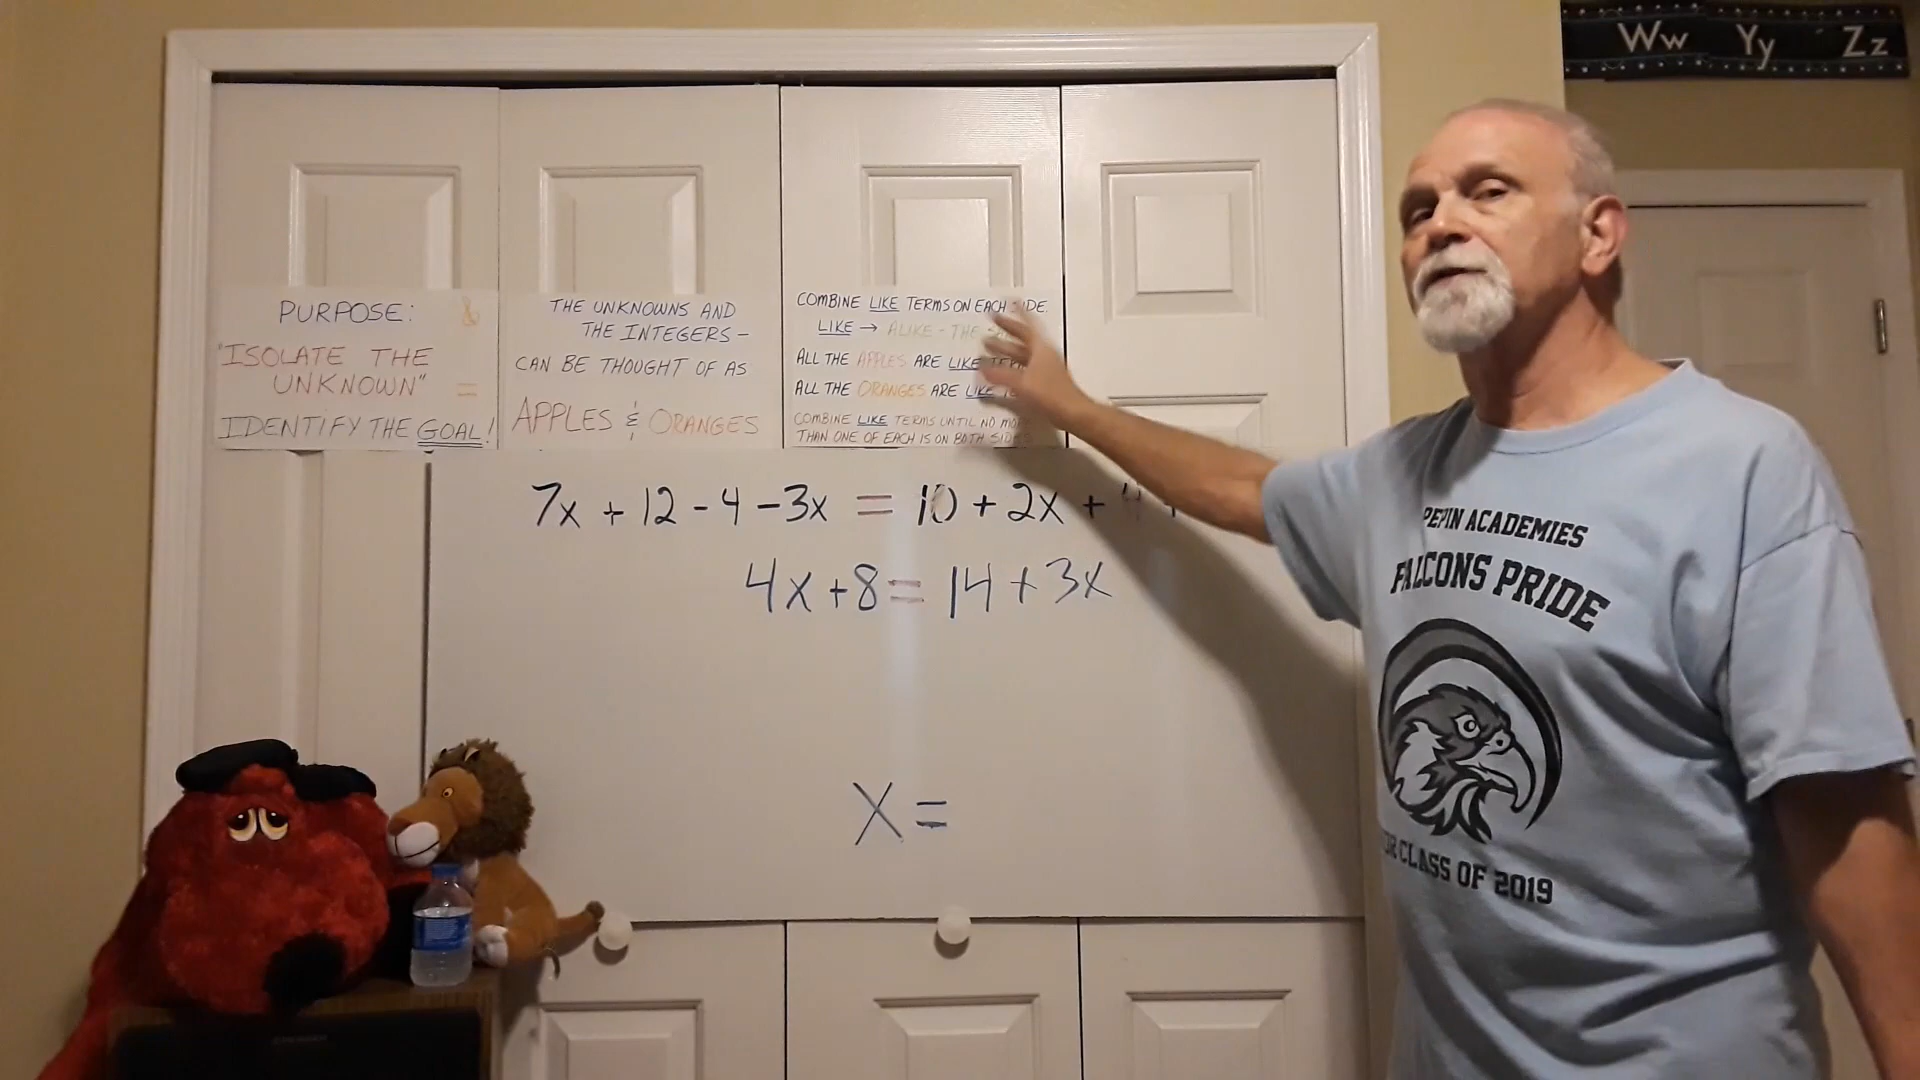 Ww Yy Zz
PURPOSE: &
"ISOLATE THE
UNKNOWN" =
IDENTIFY THE GOAL!
THE UNKNOWNS AND
THE INTEGERS –
CAN BE THOUGHT OF AS
APPLES & ORANGES
COMBINE LIKE TERMS ON EACH SIDE.
LIKE → ALIKE - THE
ALL THE APPLES ARE LIKE
ALL THE ORANGES ARE LIKE
COMBINE LIKE TERMS UNTIL NO
THAN ONE OF EACH IS ON BOTH
7x + 12 - 4 - 3x = 10 + 2x + 4 +
4x + 8 = 14 + 3x
X =
PEPIN ACADEMIES
FALCONS PRIDE
CLASS OF 2019